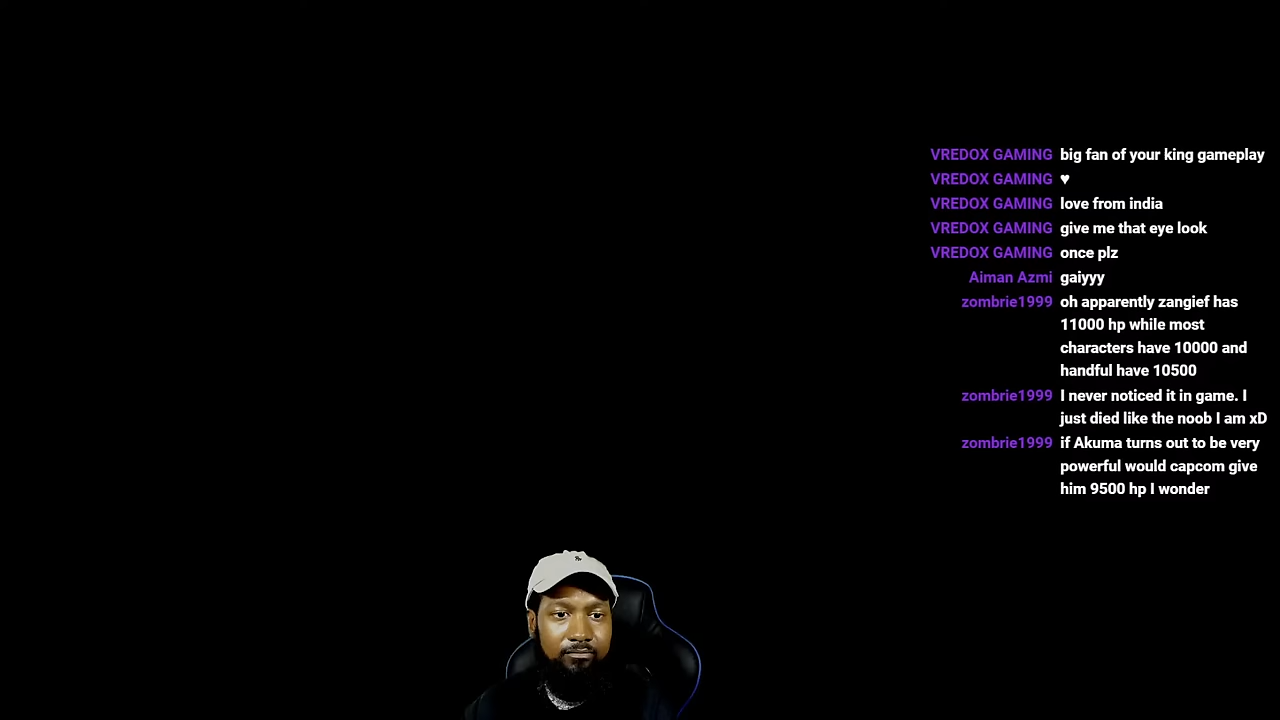 VREDOX GAMING big fan of your king gameplay
VREDOX GAMING ♥
VREDOX GAMING love from india
VREDOX GAMING give me that eye look
VREDOX GAMING once plz
Aiman Azmi gaiyyy
zombrie1999 oh apparently zangief has
11000 hp while most
characters have 10000 and
handful have 10500
zombrie1999 I never noticed it in game. I
just died like the noob I am xD
zombrie1999 if Akuma turns out to be very
powerful would capcom give
him 9500 hp I wonder